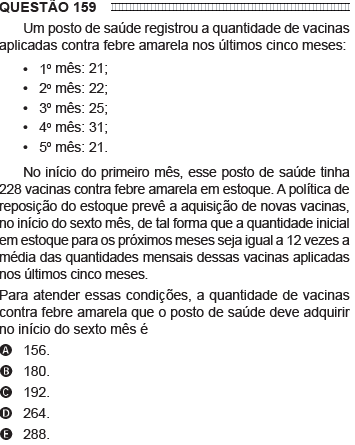 QUESTÃO 159
Um posto de saúde registrou a quantidade de vacinas
aplicadas contra febre amarela nos últimos cinco meses:
• 1º mês: 21;
• 2º mês: 22;
• 3º mês: 25;
• 4º mês: 31;
• 5º mês: 21.
No início do primeiro mês, esse posto de saúde tinha
228 vacinas contra febre amarela em estoque. A política de
reposição do estoque prevê a aquisição de novas vacinas,
no início do sexto mês, de tal forma que a quantidade inicial
em estoque para os próximos meses seja igual a 12 vezes a
média das quantidades mensais dessas vacinas aplicadas
nos últimos cinco meses.
Para atender essas condições, a quantidade de vacinas
contra febre amarela que o posto de saúde deve adquirir
no início do sexto mês é
A 156.
B 180.
C 192.
D 264.
E 288.